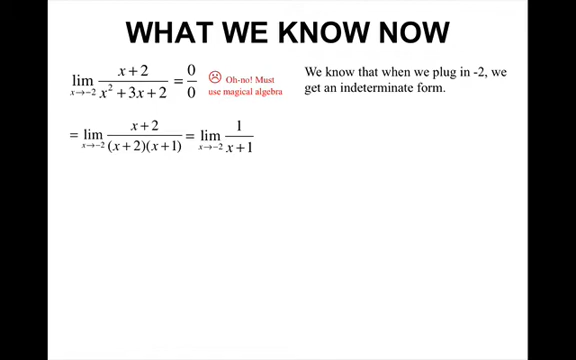 WHAT WE KNOW NOW
lim x→−2 (x + 2)/(x² + 3x + 2) = 0/0
☹ Oh-no! Must
use magical algebra
We know that when we plug in -2, we
get an indeterminate form.
= lim x→−2 (x + 2)/((x + 2)(x + 1)) = lim x→−2 1/(x + 1)